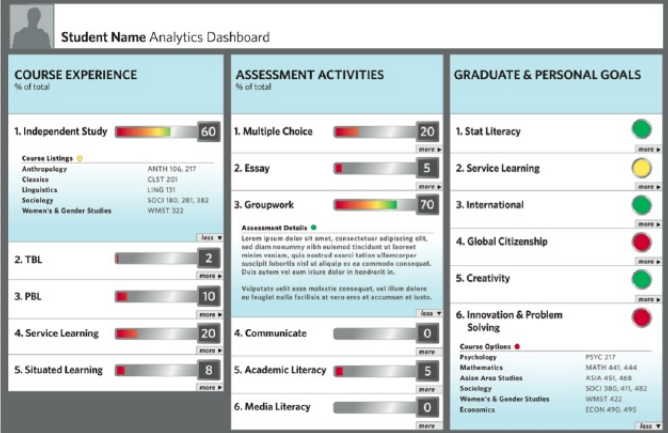 Student Name Analytics Dashboard
COURSE EXPERIENCE
% of total
1. Independent Study 60
Course Listings
Anthropology ANTH 106, 217
Classics CLST 201
Linguistics LING 131
Sociology SOCI 180, 281, 382
Women's & Gender Studies WMST 322
less ▼
2. TBL 2
more ▶
3. PBL 10
more ▶
4. Service Learning 20
more ▶
5. Situated Learning 8
more ▶
ASSESSMENT ACTIVITIES
% of total
1. Multiple Choice 20
more ▶
2. Essay 5
more ▶
3. Groupwork 70
Assessment Details
Lorem ipsum dolor sit amet, consectetuer adipiscing elit,
sed diam nonummy nibh euismod tincidunt ut laoreet
minim veniam, quis nostrud exerci tation ullamcorper
suscipit lobortis nisl ut aliquip ex ea commodo consequat.
Duis autem vel eum iriure dolor in hendrerit in.
Vulputate velit esse molestie consequat, vel illum dolore
eu feugiat nulla facilisis at vero eros et accumsan et iusto.
less ▼
4. Communicate 0
more
5. Academic Literacy 5
more ▶
6. Media Literacy 0
more
GRADUATE & PERSONAL GOALS
1. Stat Literacy
more ▶
2. Service Learning
more ▶
3. International
more ▶
4. Global Citizenship
more ▶
5. Creativity
more ▶
6. Innovation & Problem
Solving
Course Options
Psychology PSYC 217
Mathematics MATH 441, 444
Asian Area Studies ASIA 451, 468
Sociology SOCI 380, 411, 482
Women's & Gender Studies WMST 422
Economics ECON 490, 495
less ▼